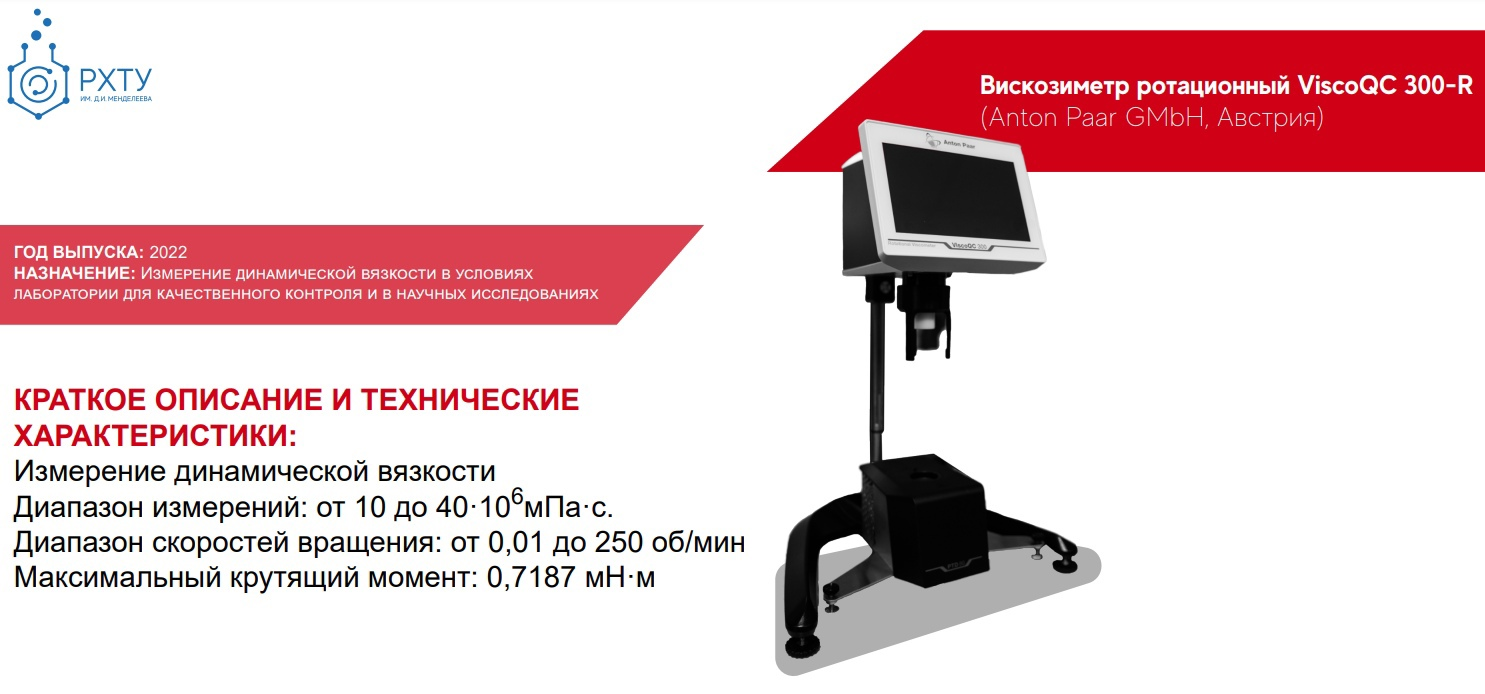 РХТУ
ИМ. Д.И. МЕНДЕЛЕЕВА
Вискозиметр ротационный ViscoQC 300-R
(Anton Paar GMbH, Австрия)
Anton Paar
ViscoQC 300
ГОД ВЫПУСКА: 2022
НАЗНАЧЕНИЕ: ИЗМЕРЕНИЕ ДИНАМИЧЕСКОЙ ВЯЗКОСТИ В УСЛОВИЯХ
ЛАБОРАТОРИИ ДЛЯ КАЧЕСТВЕННОГО КОНТРОЛЯ И В НАУЧНЫХ ИССЛЕДОВАНИЯХ
КРАТКОЕ ОПИСАНИЕ И ТЕХНИЧЕСКИЕ
ХАРАКТЕРИСТИКИ:
Измерение динамической вязкости
Диапазон измерений: от 10 до 40·10⁶мПа·с.
Диапазон скоростей вращения: от 0,01 до 250 об/мин
Максимальный крутящий момент: 0,7187 мН·м